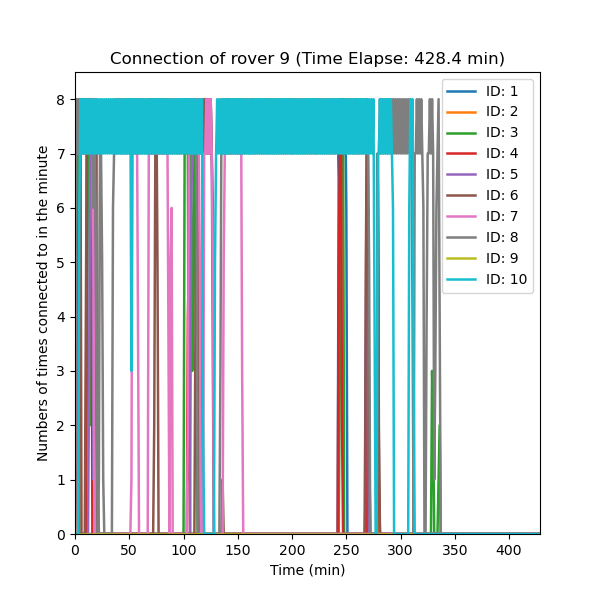 Connection of rover 9 (Time Elapse: 428.4 min)
Numbers of times connected to in the minute
8
7
6
5
4
3
2
1
0
0 50 100 150 200 250 300 350 400
Time (min)
ID: 1
ID: 2
ID: 3
ID: 4
ID: 5
ID: 6
ID: 7
ID: 8
ID: 9
ID: 10